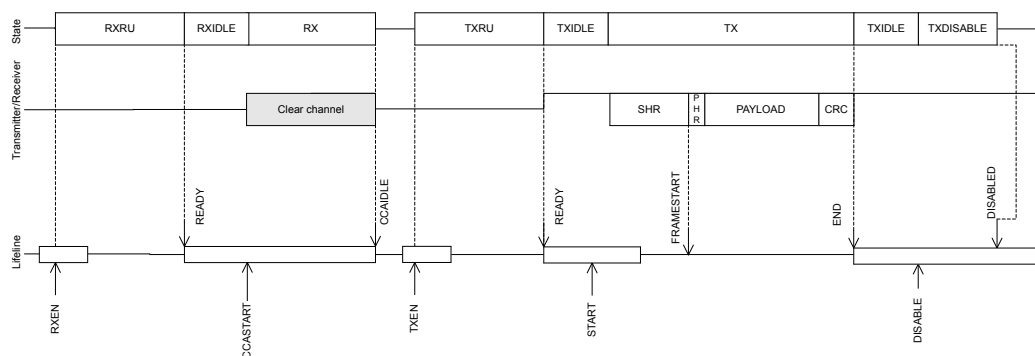 State
RXRU
RXIDLE
RX
TXRU
TXIDLE
TX
TXIDLE
TXDISABLE
Transmitter/Receiver
Clear channel
SHR
P
H
R
PAYLOAD
CRC
READY
CCAIDLE
READY
FRAMESTART
END
DISABLED
Lifeline
RXEN
CCASTART
TXEN
START
DISABLE